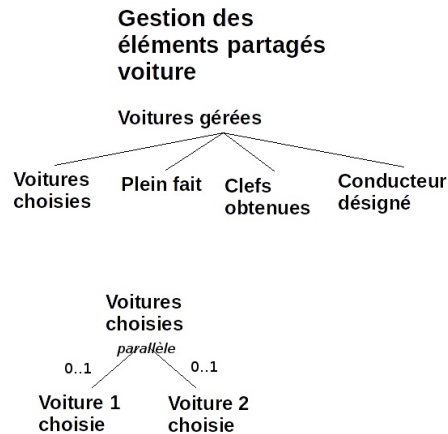 Gestion des
éléments partagés
voiture
Voitures gérées
Voitures
choisies
Plein fait
Clefs
obtenues
Conducteur
désigné
Voitures
choisies
parallèle
0..1
0..1
Voiture 1
choisie
Voiture 2
choisie